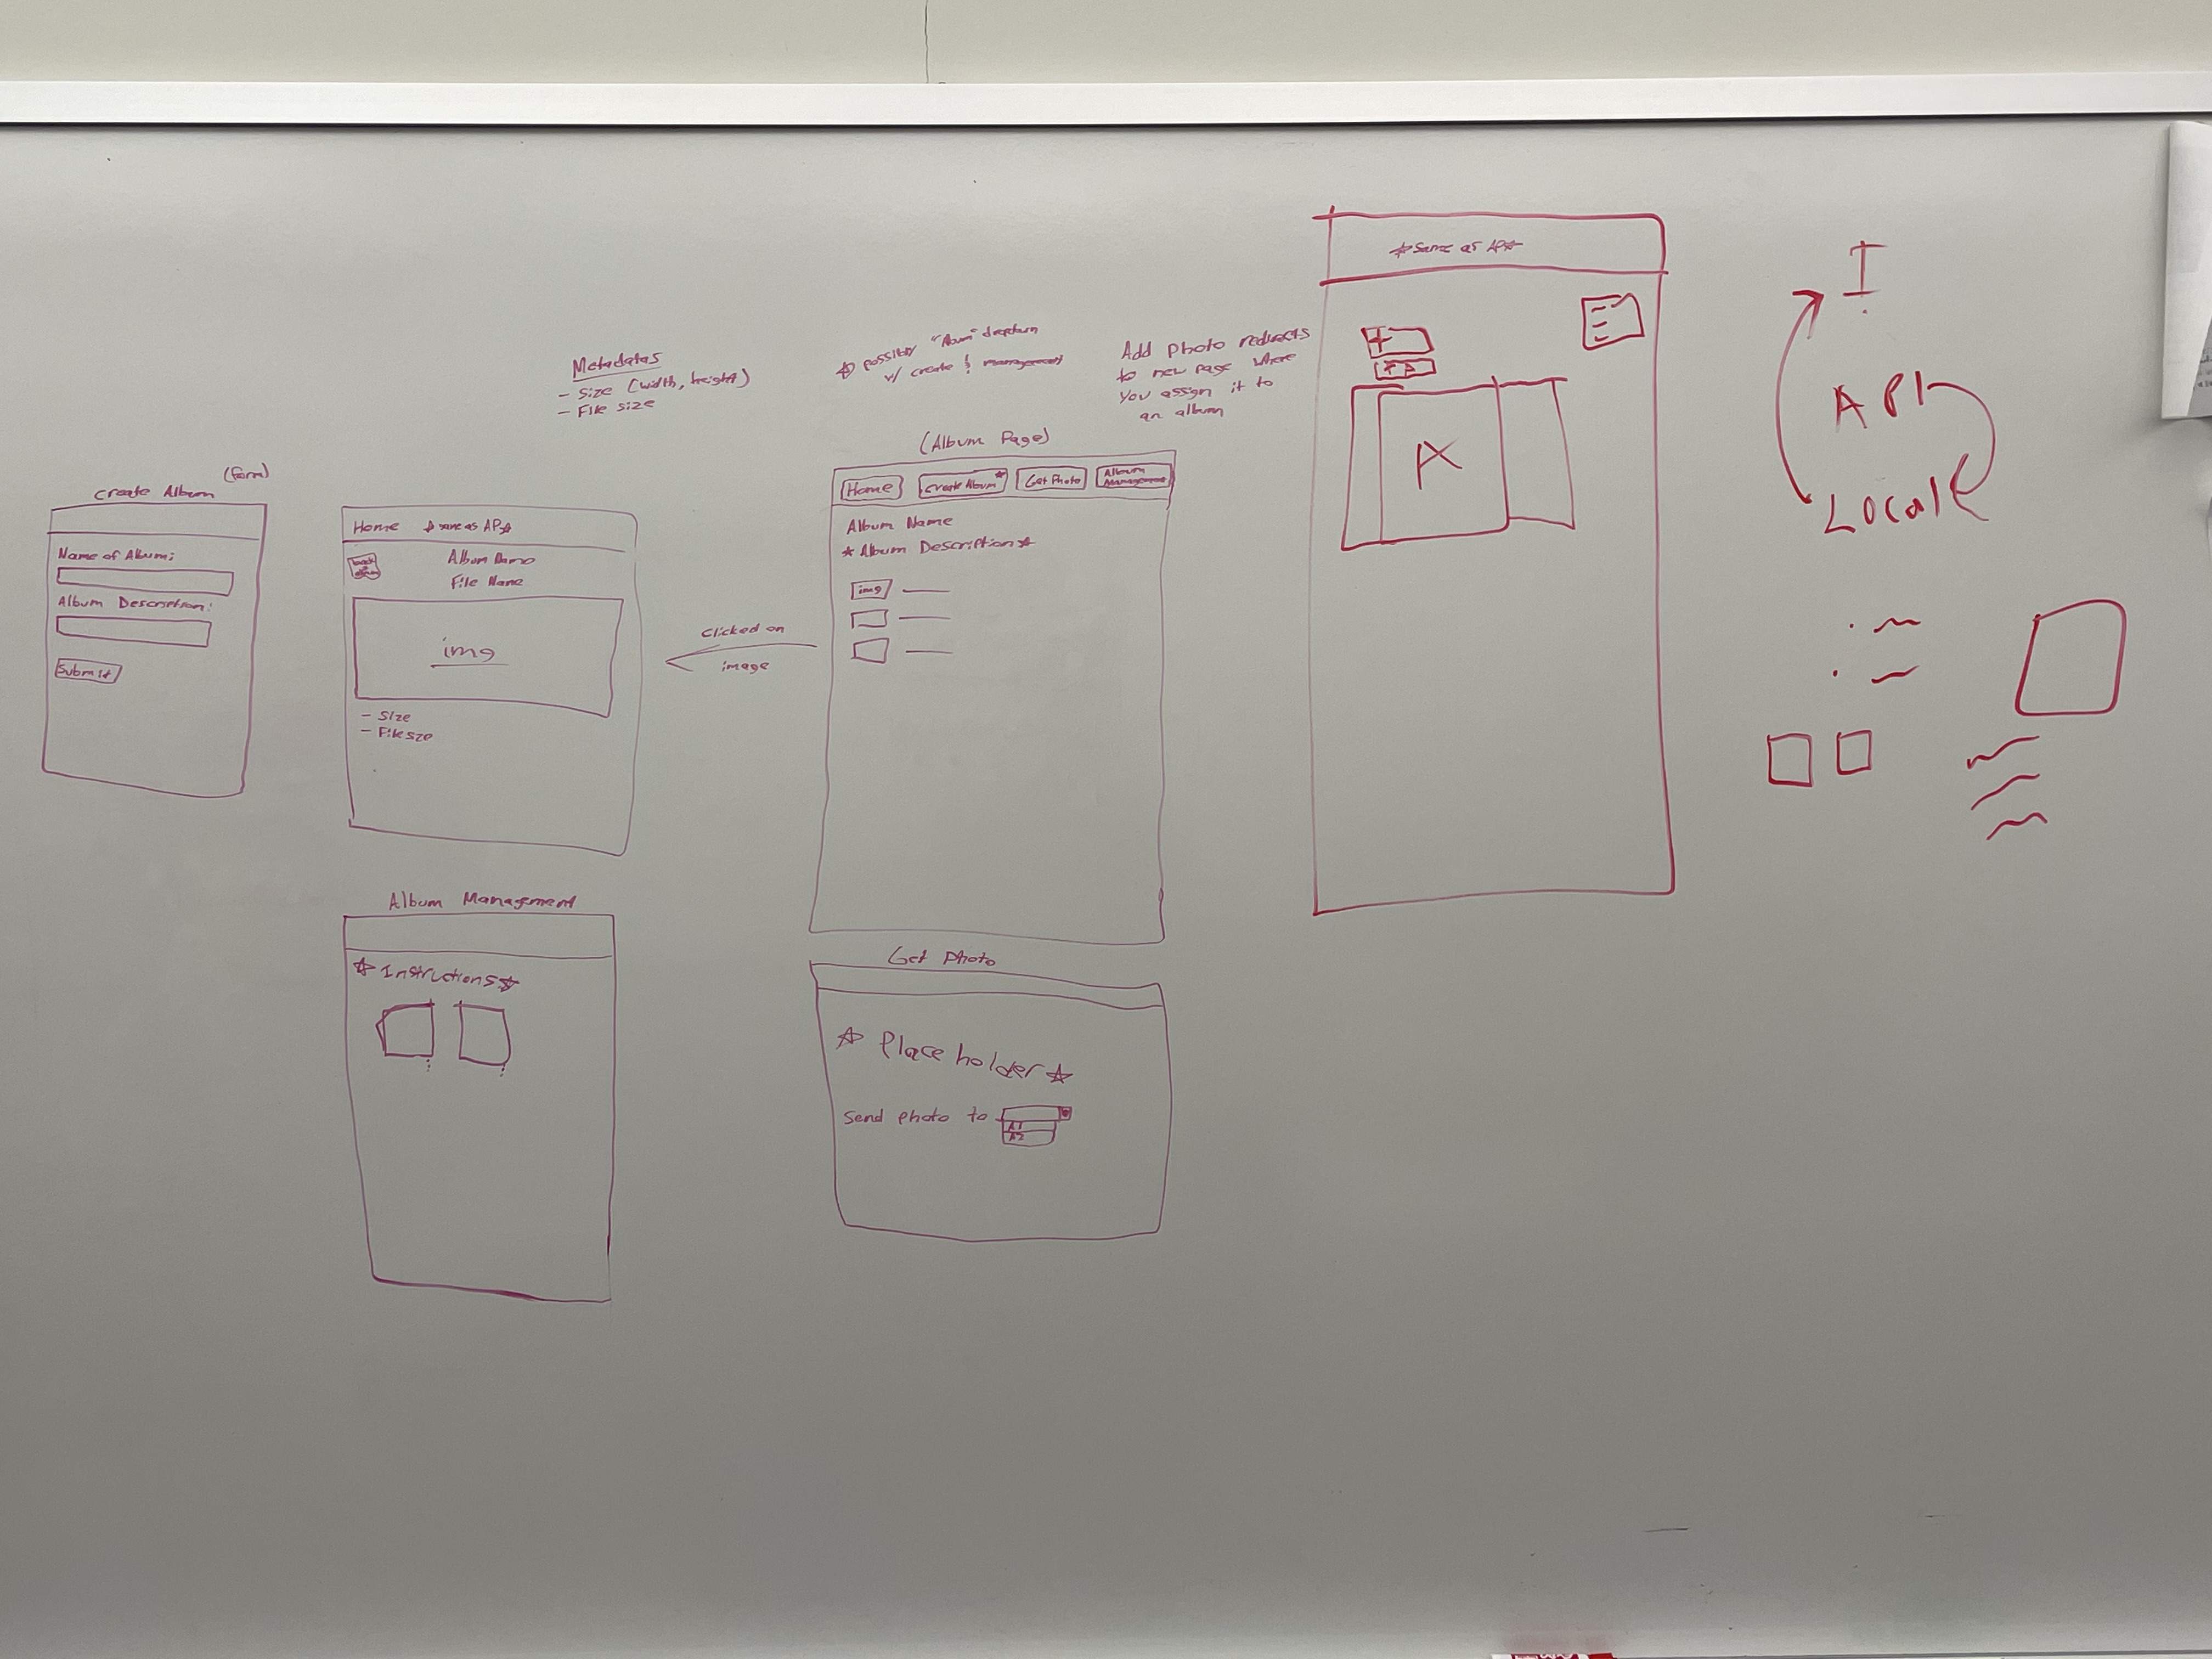 (form)
Create Album
Name of Album:
Album Description:
Submit
Metadatas
- Size (width, height)
- File size
Home ☆ same as AP☆
back to album
Album Name
File Name
img
- Size
- File size
clicked on
image
Album Management
☆ Instructions ☆
☆ possibly "Album" dropdown
w/ create & management
Add photo redirects
to new page where
you assign it to
an album
(Album Page)
Home
Create Album *
Get Photo
Album Management
Album Name
★ Album Description ★
img
Get Photo
☆ Place holder ☆
Send photo to
A1
A2
☆ Same as AP☆
+
A
I
API
Local